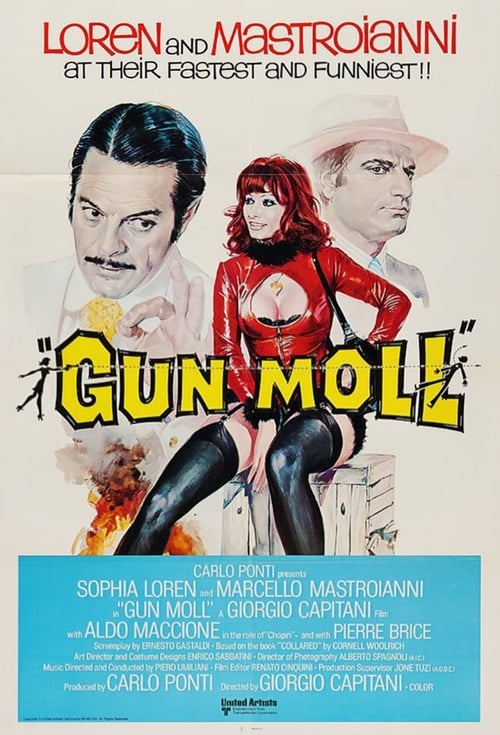 LOREN AND MASTROIANNI
AT THEIR FASTEST AND FUNNIEST!!
"GUN MOLL"
CARLO PONTI presents
SOPHIA LOREN and MARCELLO MASTROIANNI
in "GUN MOLL" A GIORGIO CAPITANI Film
with ALDO MACCIONE in the role of "Chopin" and with PIERRE BRICE
Screenplay by ERNESTO GASTALDI · Based on the book "COLLARED" by CORNELL WOOLRICH
Art Director and Costume Designs ENRICO SABBATINI · Director of Photography ALBERTO SPAGNOLI (A.I.C.)
Music Directed and Conducted by PIERO UMILIANI · Film Editor RENATO CINQUINI · Production Supervisor JONE TUZI (A.G.D.C.)
Produced by CARLO PONTI Directed by GIORGIO CAPITANI · COLOR
United Artists
Entertainment from
Transamerica Corporation